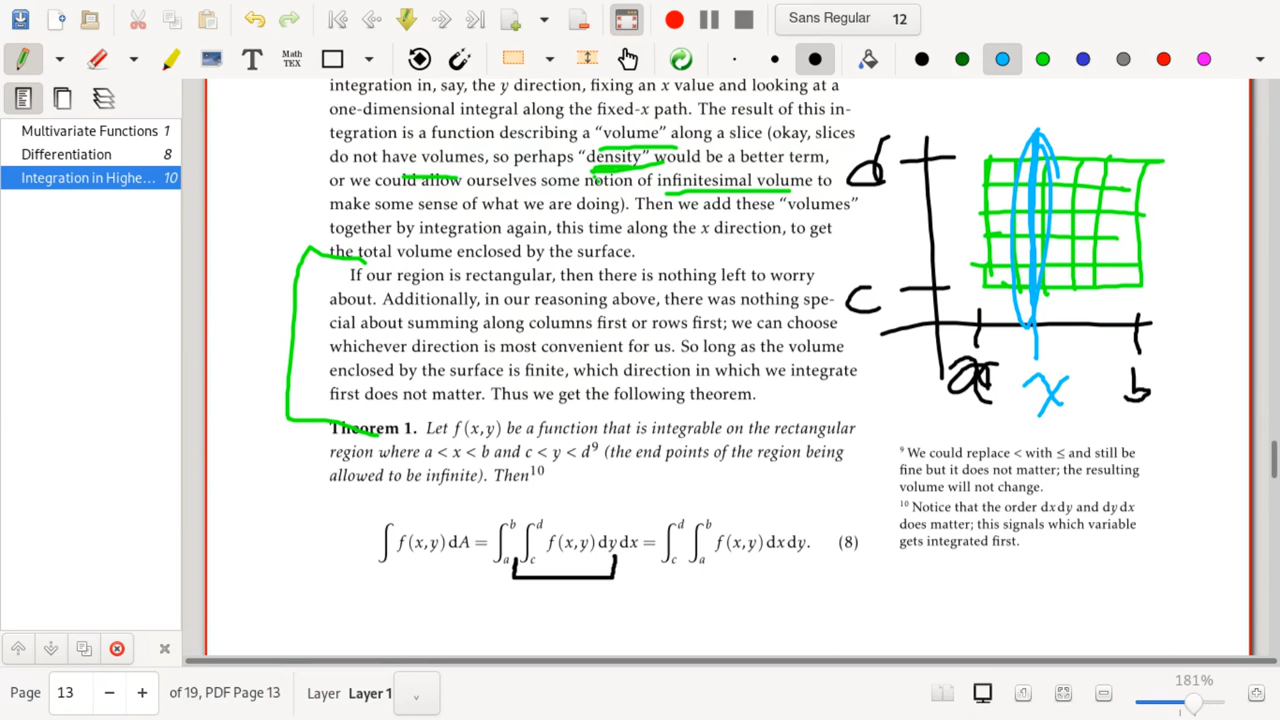 Sans Regular 12
T Math TEX
Multivariate Functions 1
Differentiation 8
Integration in Highe... 10
integration in, say, the y direction, fixing an x value and looking at a
one-dimensional integral along the fixed-x path. The result of this in-
tegration is a function describing a “volume” along a slice (okay, slices
do not have volumes, so perhaps “density” would be a better term,
or we could allow ourselves some notion of infinitesimal volume to
make some sense of what we are doing). Then we add these “volumes”
together by integration again, this time along the x direction, to get
the total volume enclosed by the surface.
If our region is rectangular, then there is nothing left to worry
about. Additionally, in our reasoning above, there was nothing spe-
cial about summing along columns first or rows first; we can choose
whichever direction is most convenient for us. So long as the volume
enclosed by the surface is finite, which direction in which we integrate
first does not matter. Thus we get the following theorem.
Theorem 1. Let f(x,y) be a function that is integrable on the rectangular
region where a < x < b and c < y < d⁹ (the end points of the region being
allowed to be infinite). Then¹⁰
∫ f(x,y) dA = ∫_a^b ∫_c^d f(x,y) dy dx = ∫_c^d ∫_a^b f(x,y) dx dy. (8)
d
c
x
b
⁹ We could replace < with ≤ and still be
fine but it does not matter; the resulting
volume will not change.
¹⁰ Notice that the order dx dy and dy dx
does matter; this signals which variable
gets integrated first.
Page 13 − + of 19, PDF Page 13 Layer Layer 1 181%